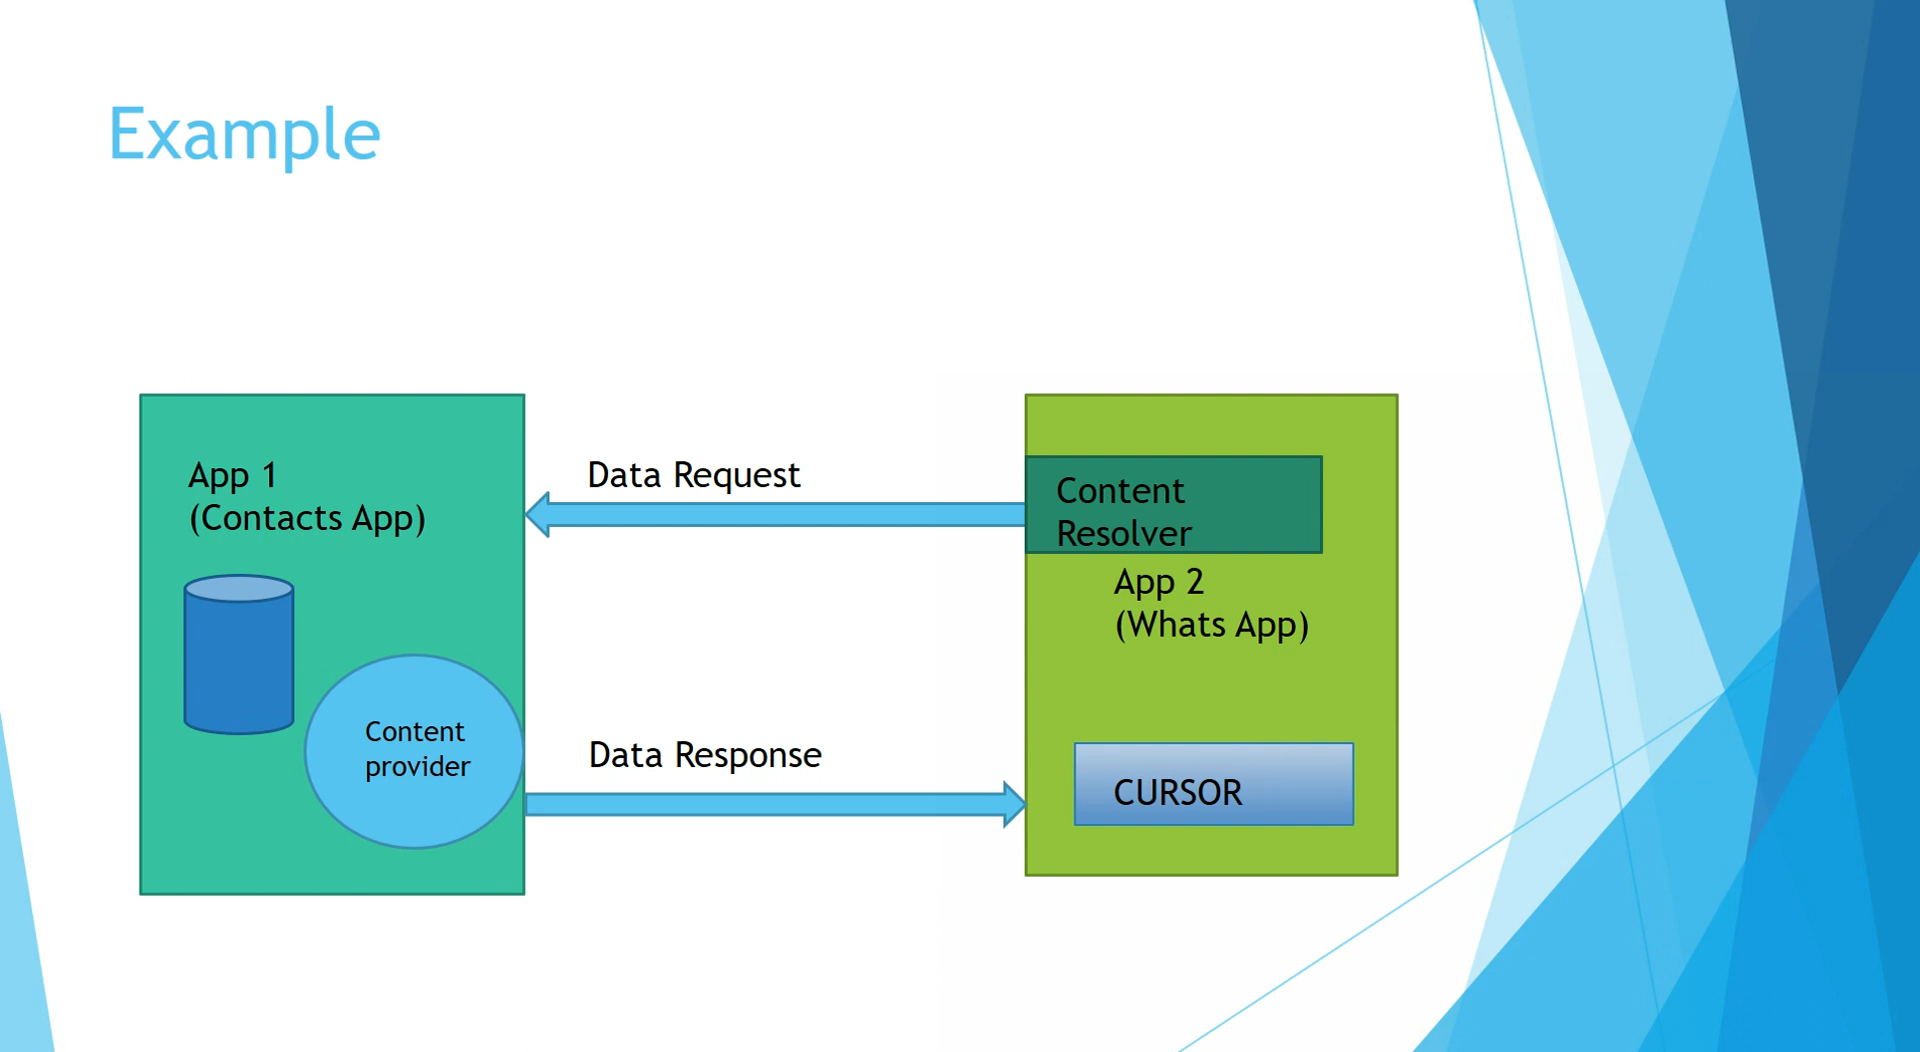 Example
App 1
(Contacts App)
Content
provider
Data Request
Data Response
Content
Resolver
App 2
(Whats App)
CURSOR